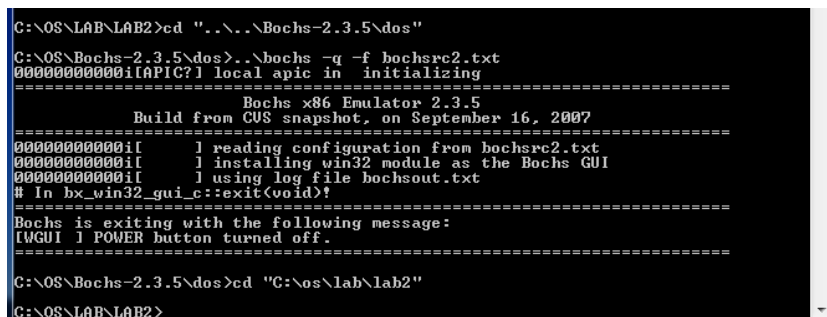 C:\OS\LAB\LAB2>cd "..\..\Bochs-2.3.5\dos"
C:\OS\Bochs-2.3.5\dos>..\bochs -q -f bochsrc2.txt
00000000000i[APIC?] local apic in  initializing
========================================================================
Bochs x86 Emulator 2.3.5
Build from CVS snapshot, on September 16, 2007
========================================================================
00000000000i[     ] reading configuration from bochsrc2.txt
00000000000i[     ] installing win32 module as the Bochs GUI
00000000000i[     ] using log file bochsout.txt
# In bx_win32_gui_c::exit(void)!
========================================================================
Bochs is exiting with the following message:
[WGUI ] POWER button turned off.
========================================================================
C:\OS\Bochs-2.3.5\dos>cd "C:\os\lab\lab2"
C:\OS\LAB\LAB2>